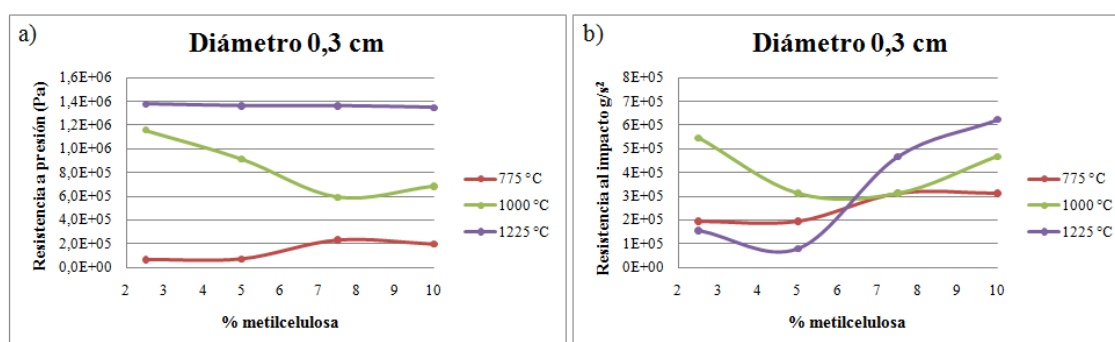 a)
Diámetro 0,3 cm
Resistencia a presión (Pa)
1,6E+06
1,4E+06
1,2E+06
1,0E+06
8,0E+05
6,0E+05
4,0E+05
2,0E+05
0,0E+00
2 3 4 5 6 7 8 9 10
% metilcelulosa
775 °C
1000 °C
1225 °C
b)
Diámetro 0,3 cm
Resistencia al impacto g/s²
8E+05
7E+05
6E+05
5E+05
4E+05
3E+05
2E+05
1E+05
0E+00
2 3 4 5 6 7 8 9 10
% metilcelulosa
775 °C
1000 °C
1225 °C